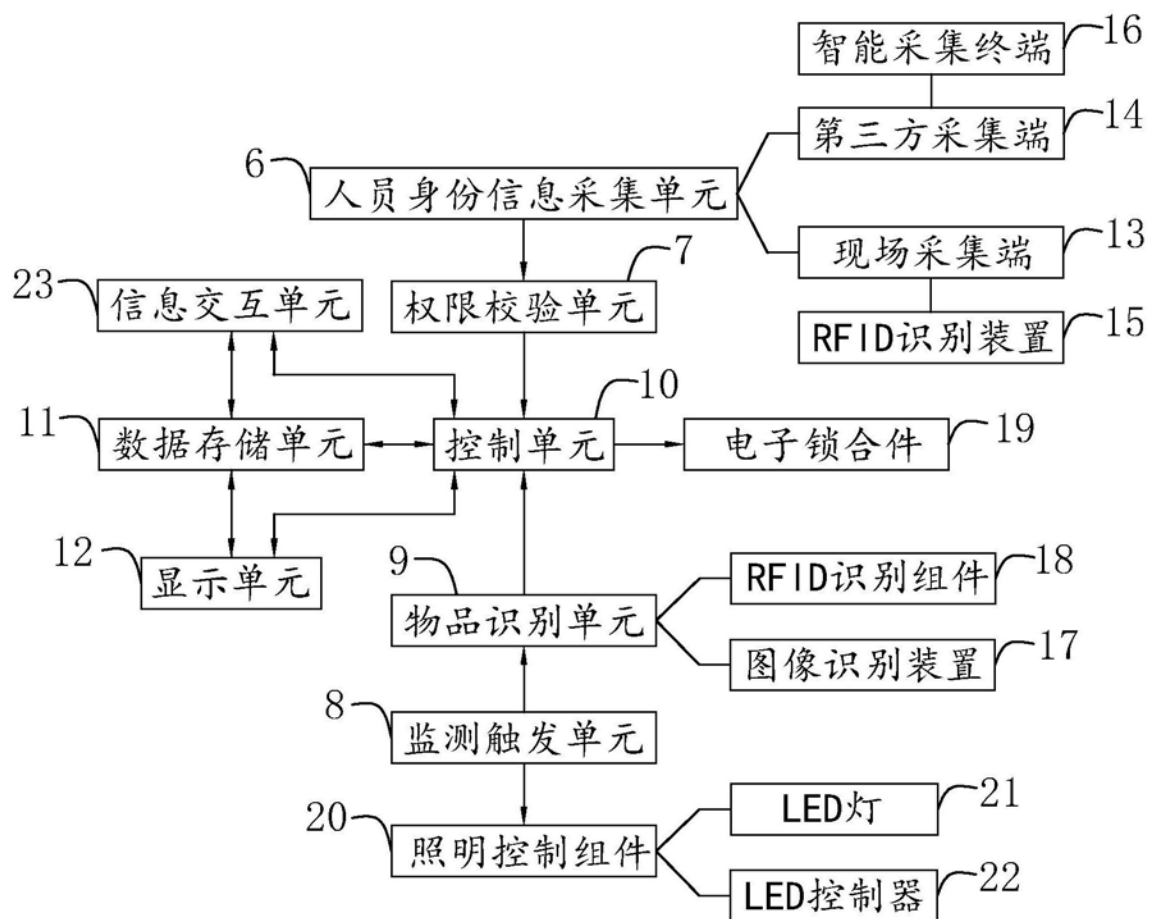 智能采集终端 16
第三方采集端 14
6 人员身份信息采集单元
现场采集端 13
7
23 信息交互单元
权限校验单元
RFID识别装置 15
10
11 数据存储单元
控制单元
电子锁合件 19
12 显示单元
9
RFID识别组件 18
物品识别单元
图像识别装置 17
8 监测触发单元
LED灯 21
20 照明控制组件
LED控制器 22